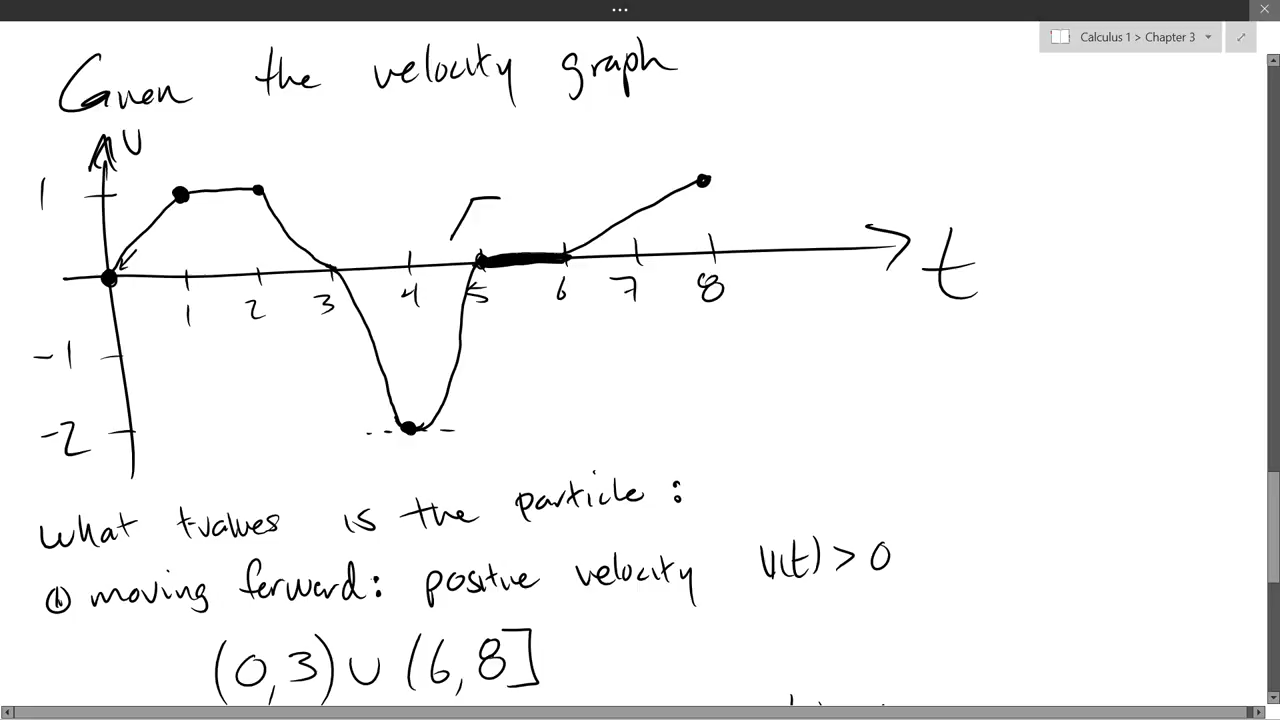 ...
Calculus 1 > Chapter 3
Given the velocity graph
v
1
1 2 3 4 5 6 7 8
t
-1
-2
What t-values is the particle:
① moving forward: positive velocity V(t) > 0
(0,3) ∪ (6,8]